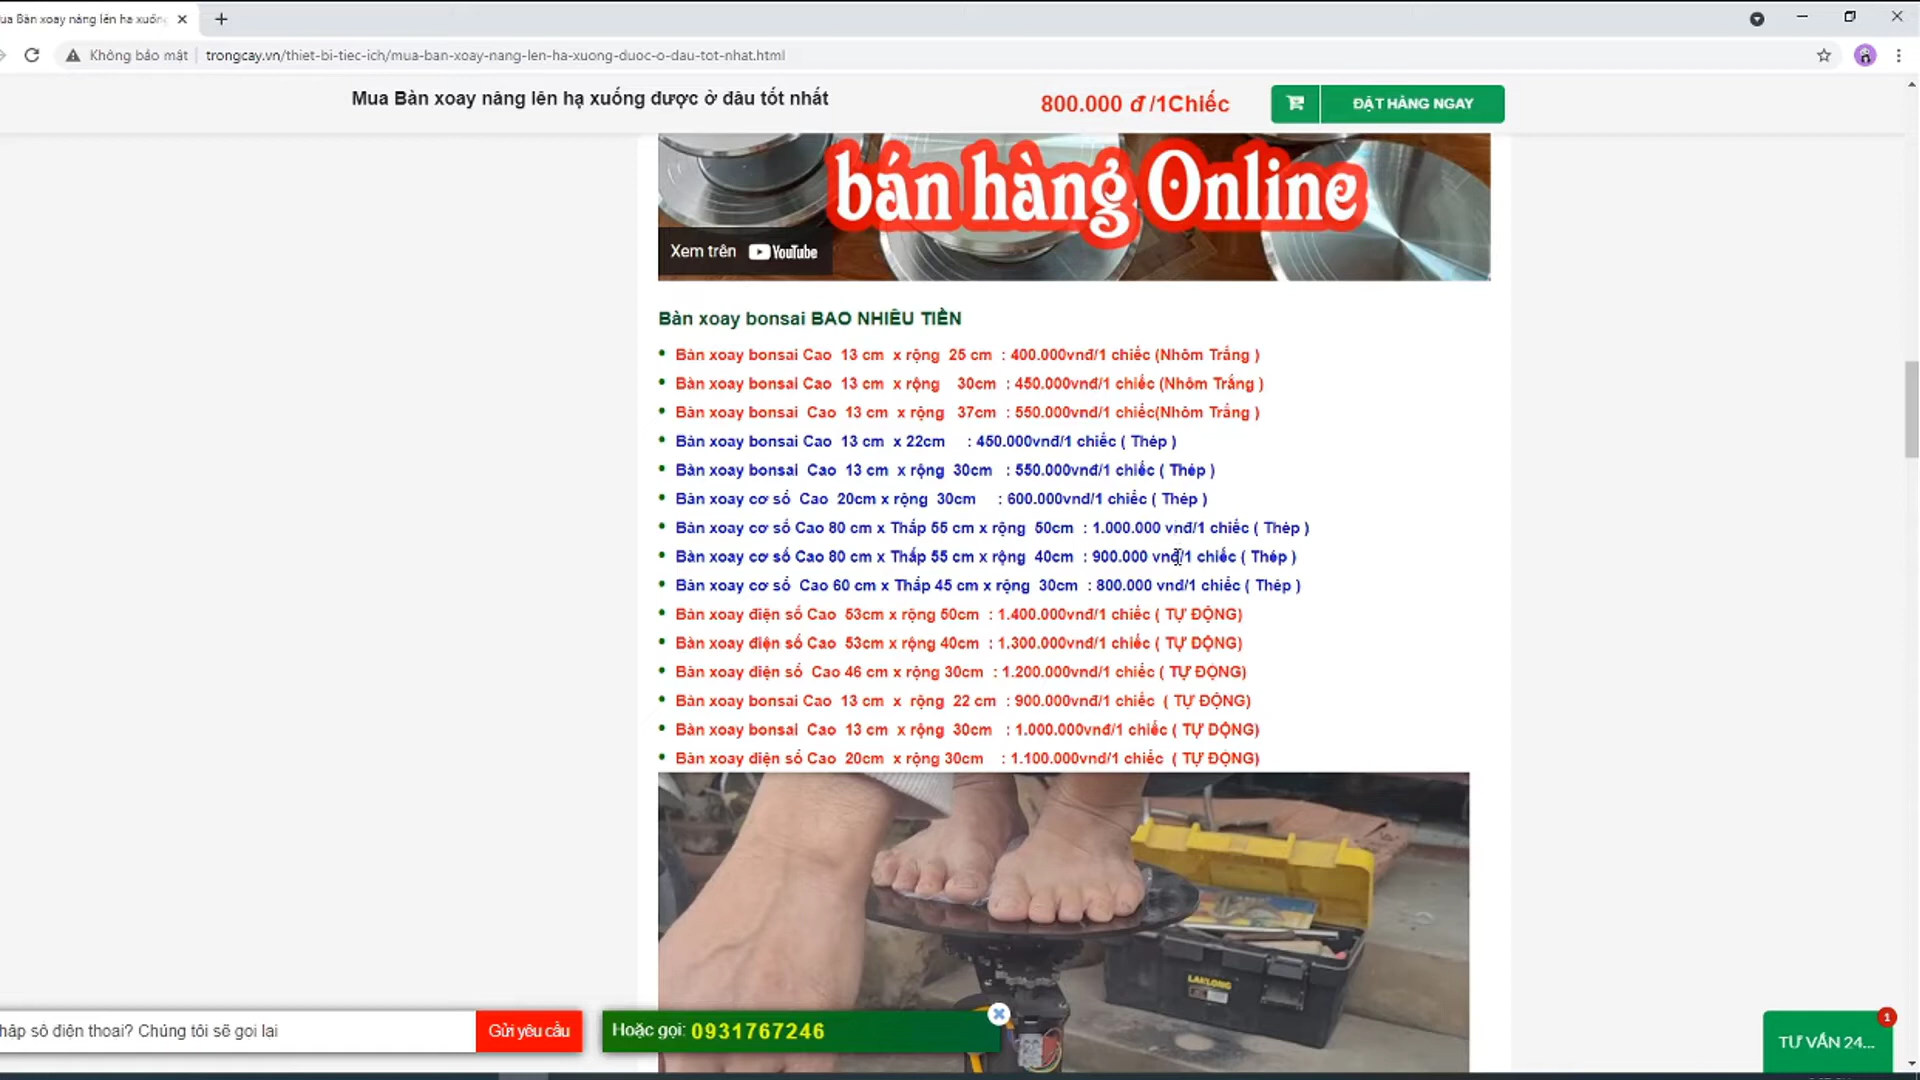 ua Bàn xoay nâng lên hạ xuống
Không bảo mật
trongcay.vn/thiet-bi-tiec-ich/mua-ban-xoay-nang-len-ha-xuong-duoc-o-dau-tot-nhat.html
Mua Bàn xoay nâng lên hạ xuống được ở đâu tốt nhất
800.000 đ /1Chiếc
ĐẶT HÀNG NGAY
bán hàng Online
Xem trên YouTube
Bàn xoay bonsai BAO NHIÊU TIỀN
Bàn xoay bonsai Cao 13 cm x rộng 25 cm : 400.000vnđ/1 chiếc (Nhôm Trắng )
Bàn xoay bonsai Cao 13 cm x rộng 30cm : 450.000vnđ/1 chiếc (Nhôm Trắng )
Bàn xoay bonsai Cao 13 cm x rộng 37cm : 550.000vnđ/1 chiếc(Nhôm Trắng )
Bàn xoay bonsai Cao 13 cm x 22cm : 450.000vnđ/1 chiếc ( Thép )
Bàn xoay bonsai Cao 13 cm x rộng 30cm : 550.000vnđ/1 chiếc ( Thép )
Bàn xoay cơ số Cao 20cm x rộng 30cm : 600.000vnđ/1 chiếc ( Thép )
Bàn xoay cơ số Cao 80 cm x Thấp 55 cm x rộng 50cm : 1.000.000 vnđ/1 chiếc ( Thép )
Bàn xoay cơ số Cao 80 cm x Thấp 55 cm x rộng 40cm : 900.000 vnđ/1 chiếc ( Thép )
Bàn xoay cơ số Cao 60 cm x Thấp 45 cm x rộng 30cm : 800.000 vnđ/1 chiếc ( Thép )
Bàn xoay điện số Cao 53cm x rộng 50cm : 1.400.000vnđ/1 chiếc ( TỰ ĐỘNG)
Bàn xoay điện số Cao 53cm x rộng 40cm : 1.300.000vnđ/1 chiếc ( TỰ ĐỘNG)
Bàn xoay điện số Cao 46 cm x rộng 30cm : 1.200.000vnđ/1 chiếc ( TỰ ĐỘNG)
Bàn xoay bonsai Cao 13 cm x rộng 22 cm : 900.000vnđ/1 chiếc ( TỰ ĐỘNG)
Bàn xoay bonsai Cao 13 cm x rộng 30cm : 1.000.000vnđ/1 chiếc ( TỰ ĐỘNG)
Bàn xoay điện số Cao 20cm x rộng 30cm : 1.100.000vnđ/1 chiếc ( TỰ ĐỘNG)
LAKLONG
hập số điện thoại? Chúng tôi sẽ gọi lại
Gửi yêu cầu
Hoặc gọi: 0931767246
1
TƯ VẤN 24...